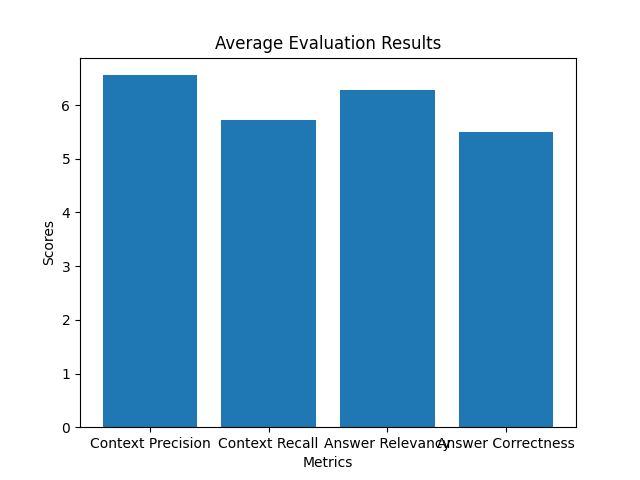 Average Evaluation Results
Scores
6
5
4
3
2
1
0
Context Precision Context Recall Answer Relevancy Answer Correctness
Metrics